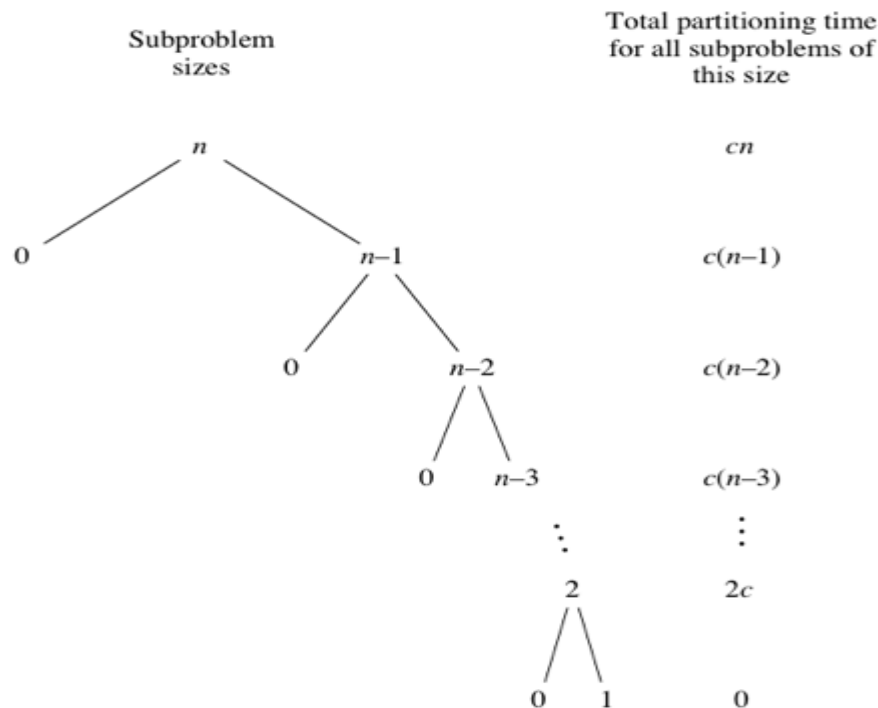 Subproblem
sizes
Total partitioning time
for all subproblems of
this size
n
cn
0
n–1
c(n–1)
0
n–2
c(n–2)
0
n–3
c(n–3)
2
2c
0
1
0